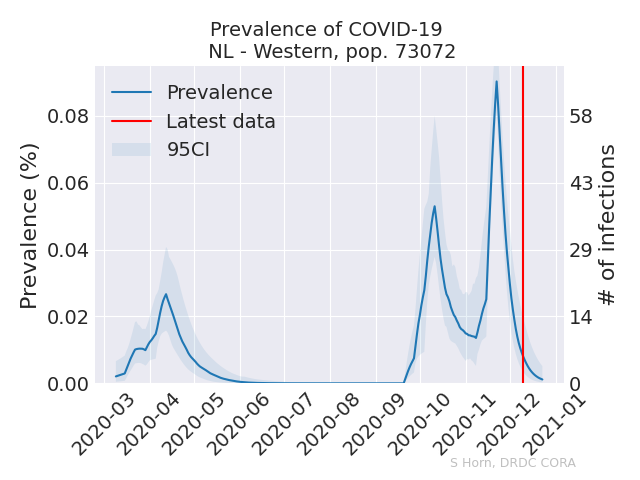 Prevalence of COVID-19
NL - Western, pop. 73072
Prevalence
Latest data
95CI
Prevalence (%)
0.08
0.06
0.04
0.02
0.00
58
43
29
14
0
# of infections
2020-03
2020-04
2020-05
2020-06
2020-07
2020-08
2020-09
2020-10
2020-11
2020-12
2021-01
S Horn, DRDC CORA